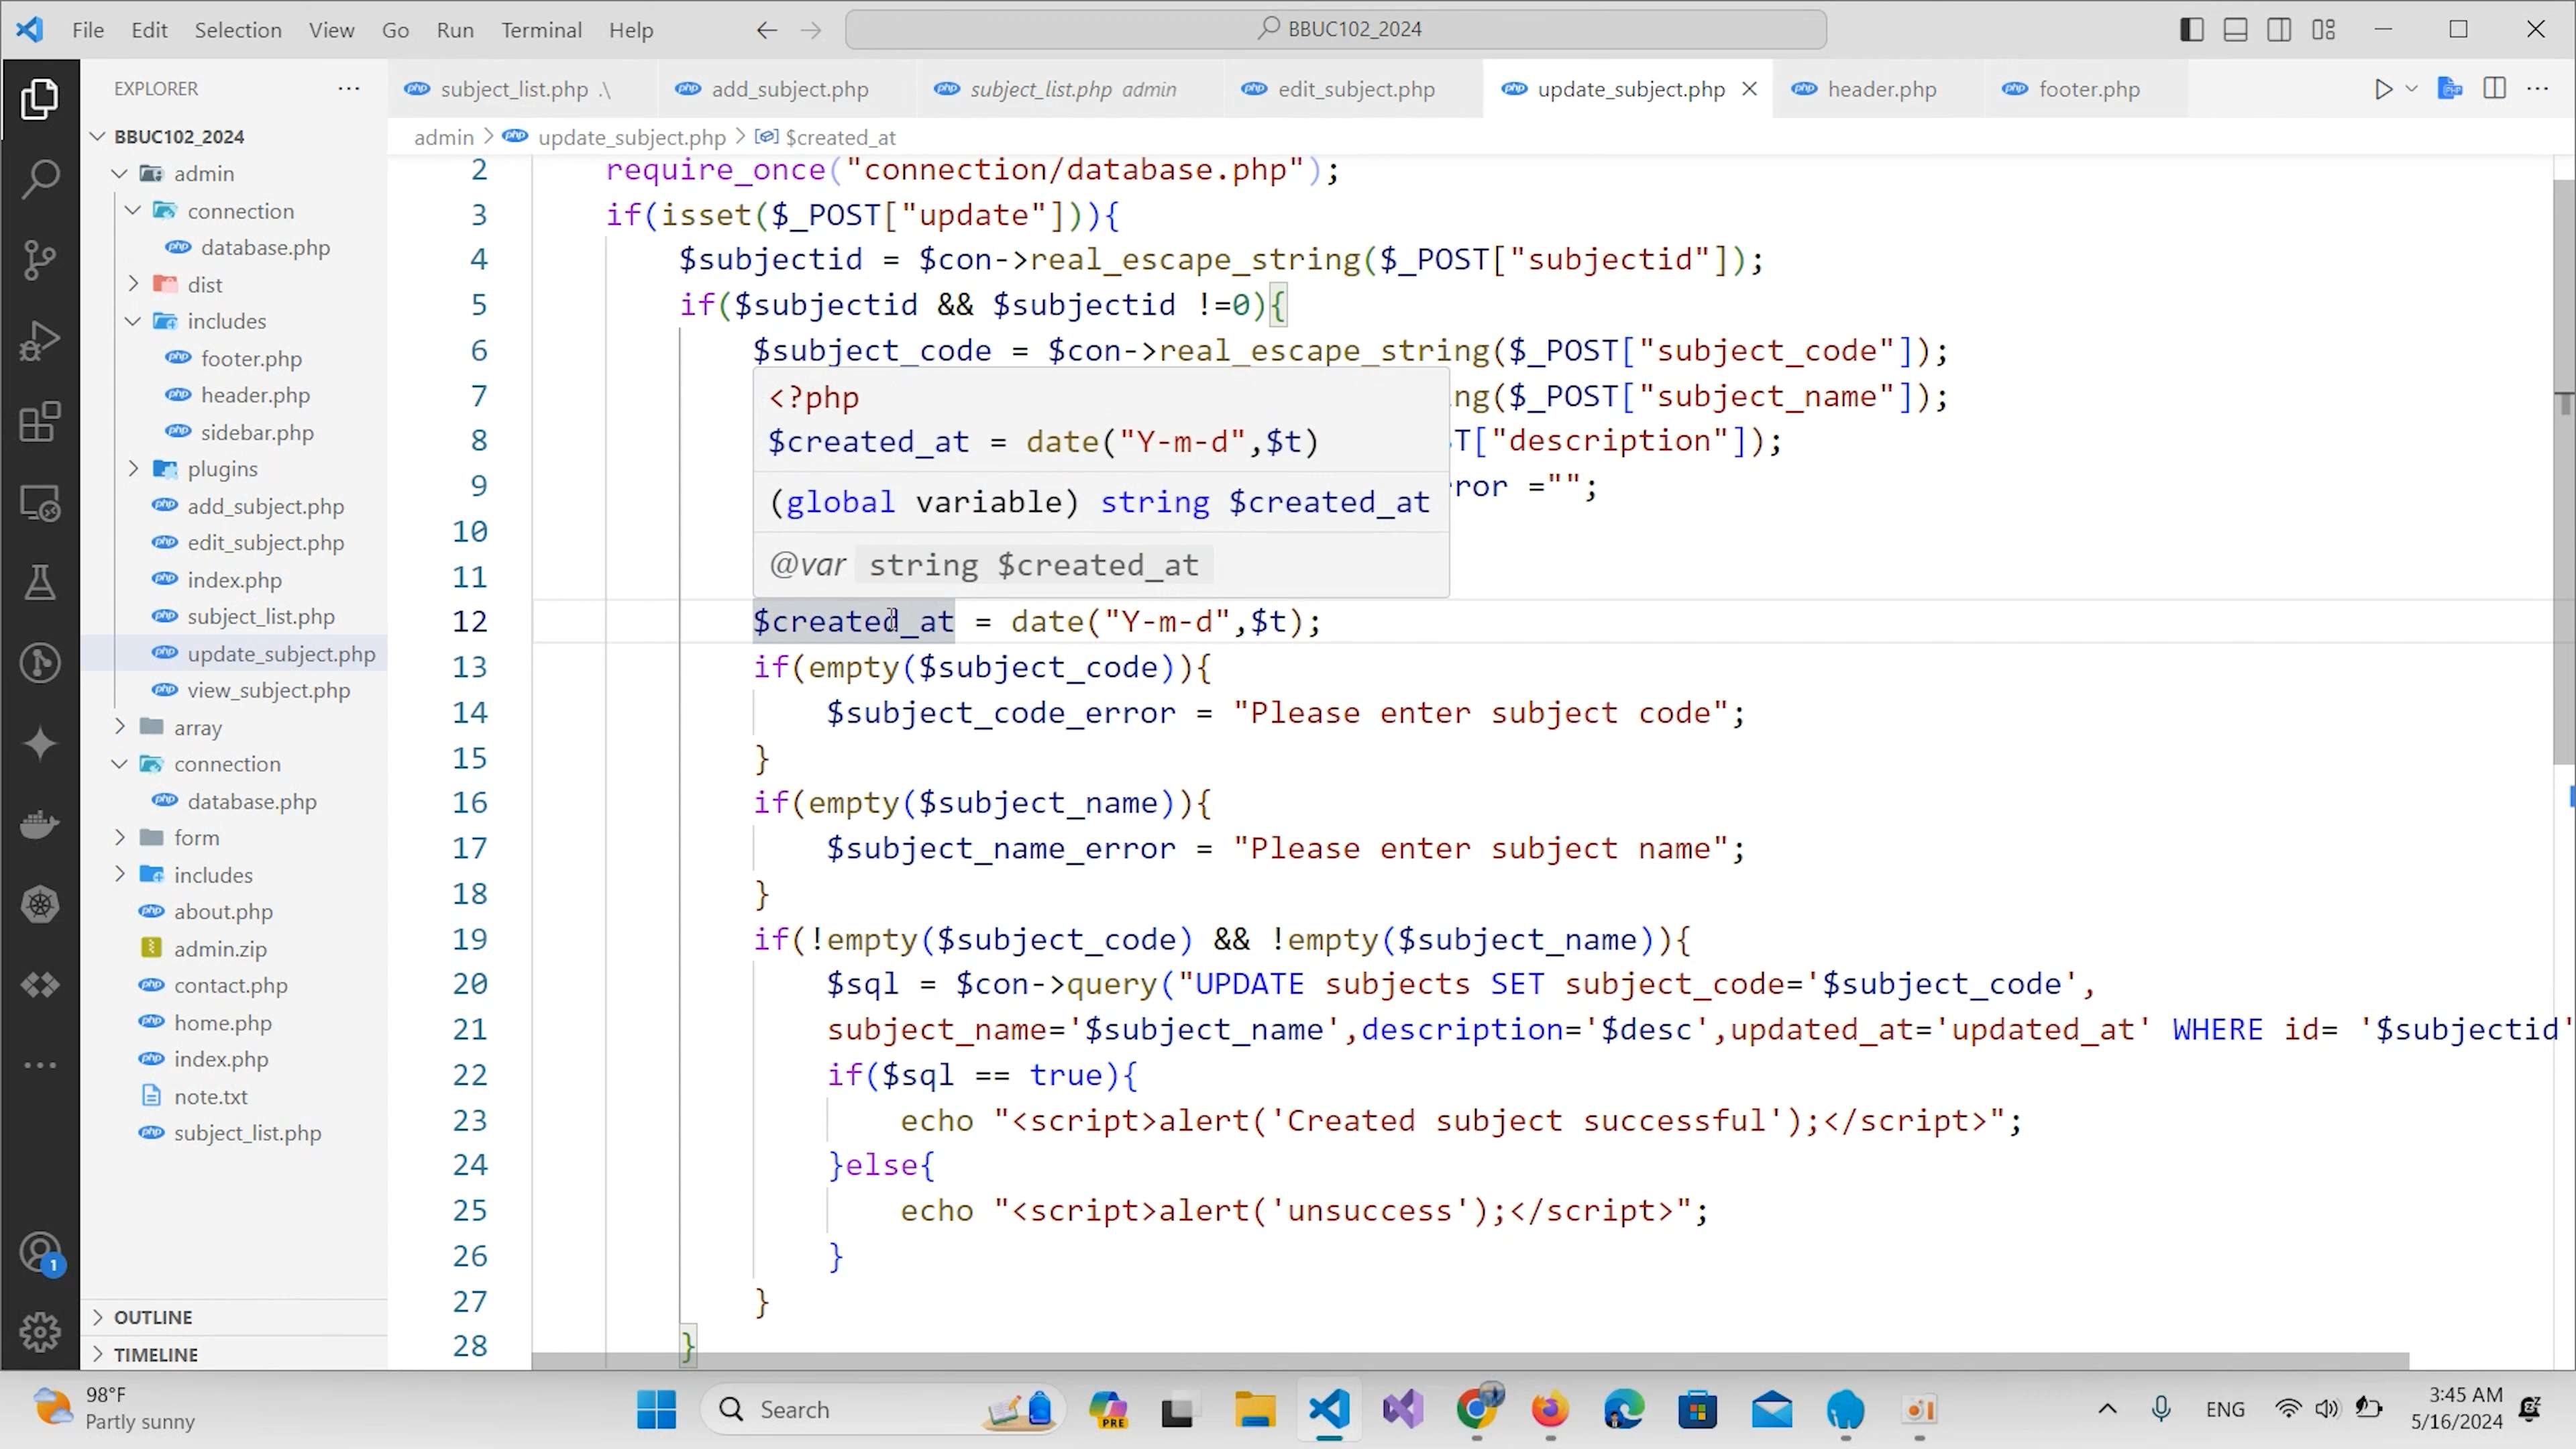 File Edit Selection View Go Run Terminal Help
BBUC102_2024
EXPLORER
subject_list.php .\
add_subject.php
subject_list.php admin
edit_subject.php
update_subject.php
header.php
footer.php
admin > update_subject.php > $created_at
BBUC102_2024
admin
connection
database.php
dist
includes
footer.php
header.php
sidebar.php
plugins
add_subject.php
edit_subject.php
index.php
subject_list.php
update_subject.php
view_subject.php
array
connection
database.php
form
includes
about.php
admin.zip
contact.php
home.php
index.php
note.txt
subject_list.php
OUTLINE
TIMELINE
1
2 require_once("connection/database.php");
3 if(isset($_POST["update"])){
4 $subjectid = $con->real_escape_string($_POST["subjectid"]);
5 if($subjectid && $subjectid !=0){
6 $subject_code = $con->real_escape_string($_POST["subject_code"]);
7 ng($_POST["subject_name"]);
8 T["description"]);
9 ror ="";
10
11
<?php
$created_at = date("Y-m-d",$t)
(global variable) string $created_at
@var string $created_at
12 $created_at = date("Y-m-d",$t);
13 if(empty($subject_code)){
14 $subject_code_error = "Please enter subject code";
15 }
16 if(empty($subject_name)){
17 $subject_name_error = "Please enter subject name";
18 }
19 if(!empty($subject_code) && !empty($subject_name)){
20 $sql = $con->query("UPDATE subjects SET subject_code='$subject_code',
21 subject_name='$subject_name',description='$desc',updated_at='updated_at' WHERE id= '$subjectid'
22 if($sql == true){
23 echo "<script>alert('Created subject successful');</script>";
24 }else{
25 echo "<script>alert('unsuccess');</script>";
26 }
27 }
28 }
98°F
Partly sunny
Search
PRE
ENG
3:45 AM
5/16/2024